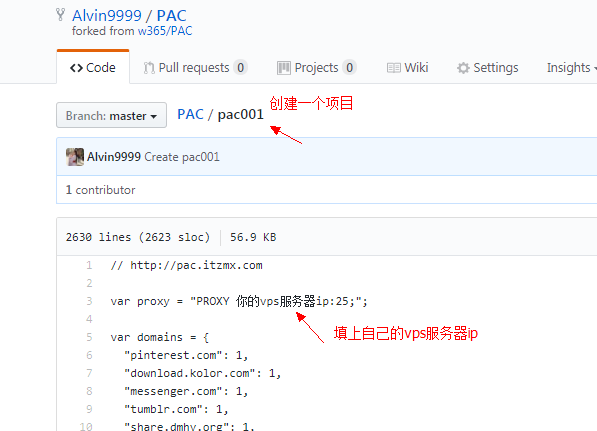 Alvin9999 / PAC
forked from w365/PAC
<> Code Pull requests 0 Projects 0 Wiki Settings Insights
Branch: master PAC / pac001 创建一个项目
Alvin9999 Create pac001
1 contributor
2630 lines (2623 sloc) 56.9 KB
1 // http://pac.itzmx.com
2
3 var proxy = "PROXY 你的vps服务器ip:25;";
4
填上自己的vps服务器ip
5 var domains = {
6 "pinterest.com": 1,
7 "download.kolor.com": 1,
8 "messenger.com": 1,
9 "tumblr.com": 1,
10 "share.dmhy.org": 1,